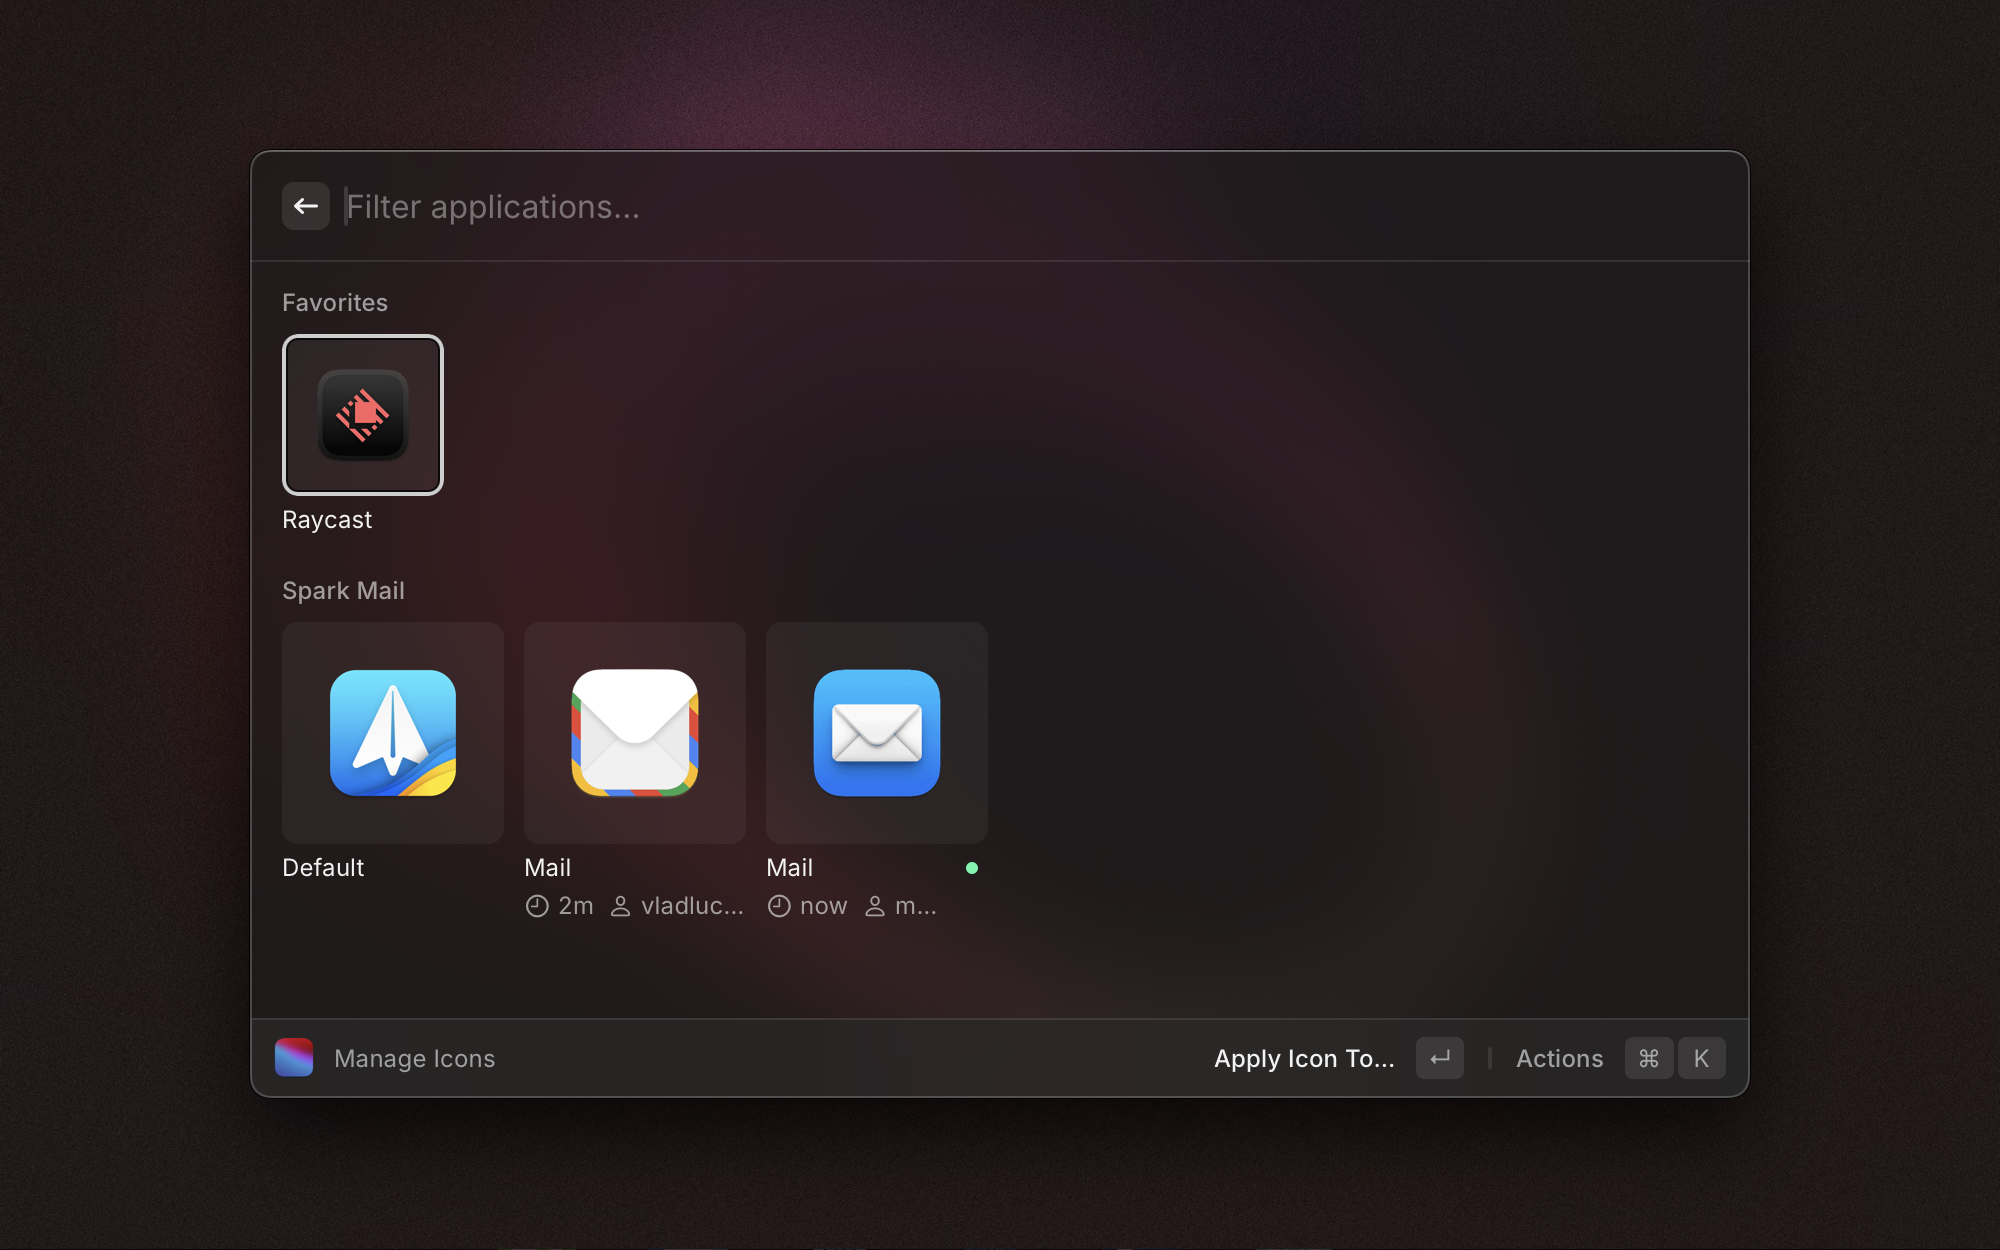 Filter applications...
Favorites
Raycast
Spark Mail
Default
Mail
2m vladluc...
Mail
now m...
Manage Icons
Apply Icon To...
Actions ⌘ K